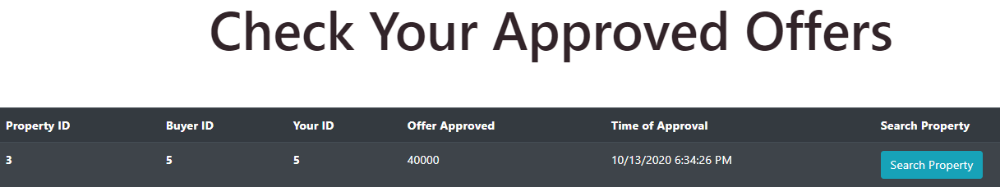 Check Your Approved Offers
Property ID Buyer ID Your ID Offer Approved Time of Approval Search Property
3 5 5 40000 10/13/2020 6:34:26 PM Search Property